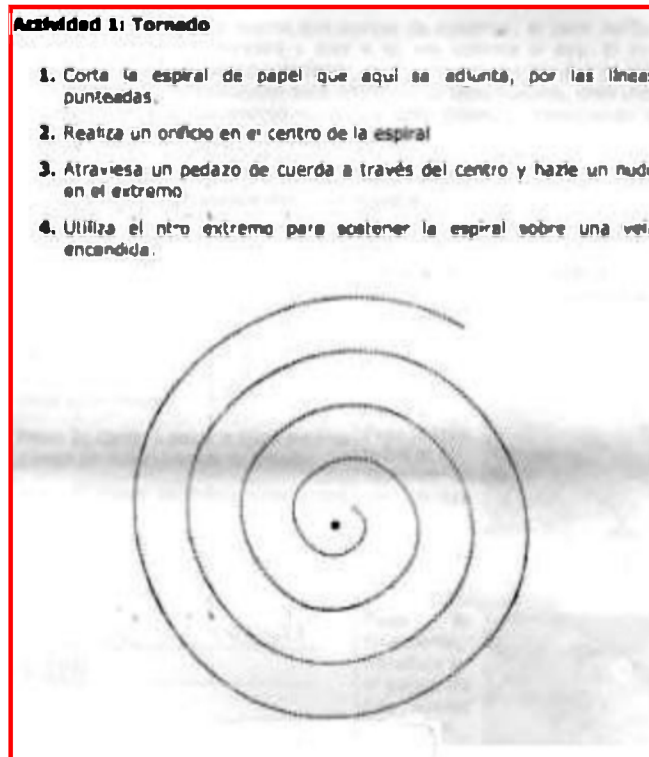 Actividad 1: Tornado
1. Corta la espiral de papel que aquí se adjunta, por las líneas
punteadas.
2. Realiza un orificio en el centro de la espiral
3. Atraviesa un pedazo de cuerda a través del centro y hazle un nudo
en el extremo
4. Utiliza el otro extremo para sostener la espiral sobre una vela
encendida.